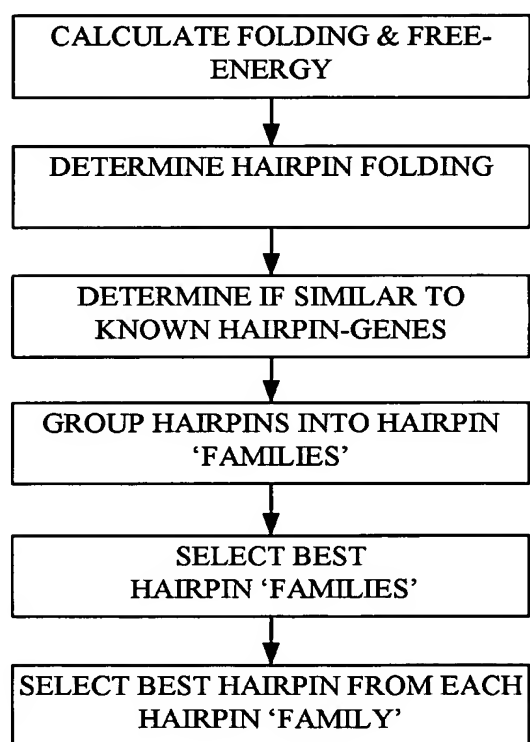 CALCULATE FOLDING & FREE-
ENERGY
DETERMINE HAIRPIN FOLDING
DETERMINE IF SIMILAR TO
KNOWN HAIRPIN-GENES
GROUP HAIRPINS INTO HAIRPIN
‘FAMILIES’
SELECT BEST
HAIRPIN ‘FAMILIES’
SELECT BEST HAIRPIN FROM EACH
HAIRPIN ‘FAMILY’